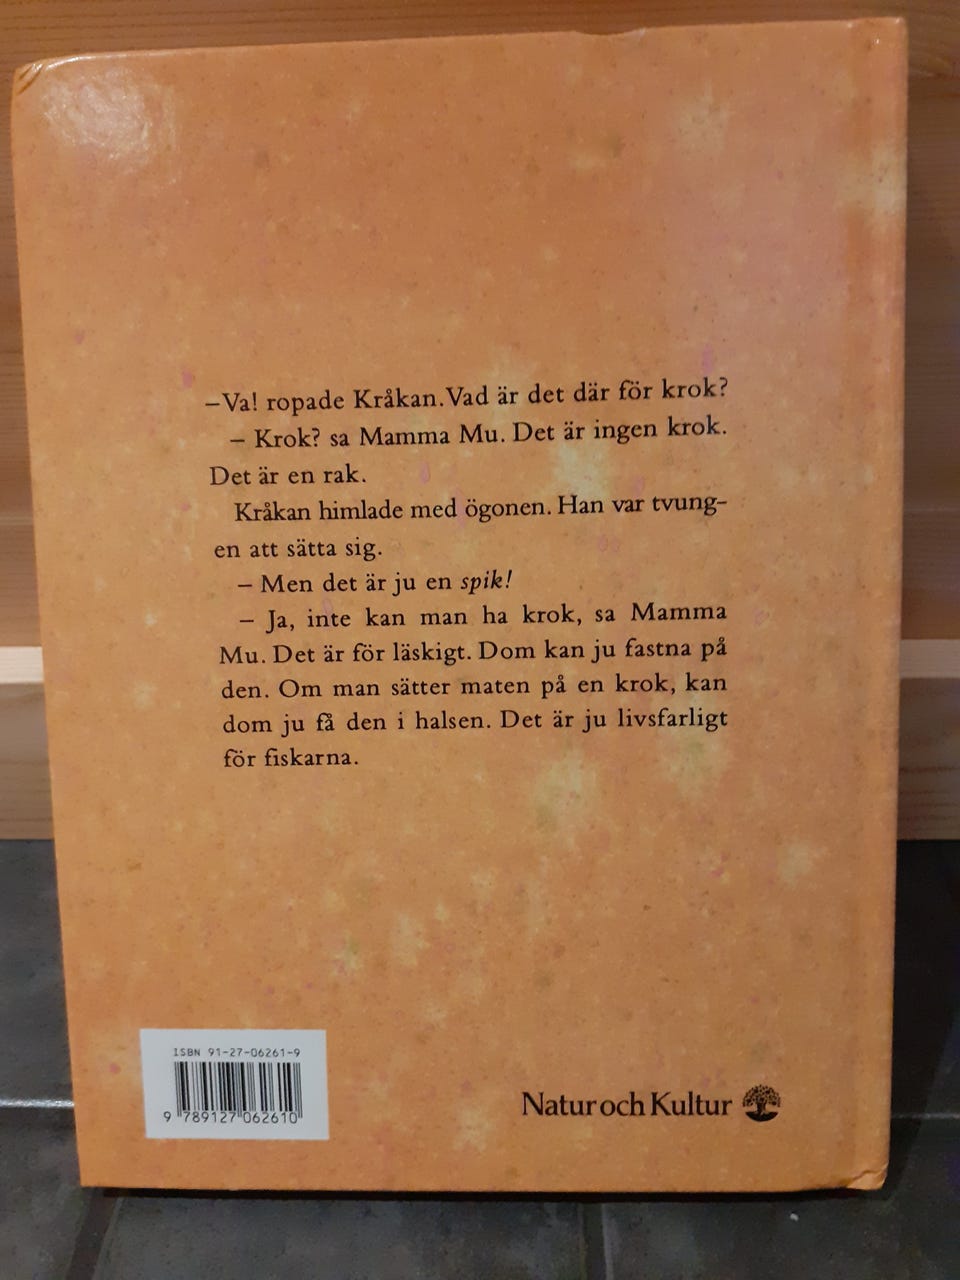 –Va! ropade Kråkan. Vad är det där för krok?
– Krok? sa Mamma Mu. Det är ingen krok.
Det är en rak.
Kråkan himlade med ögonen. Han var tvung-
en att sätta sig.
– Men det är ju en spik!
– Ja, inte kan man ha krok, sa Mamma
Mu. Det är för läskigt. Dom kan ju fastna på
den. Om man sätter maten på en krok, kan
dom ju få den i halsen. Det är ju livsfarligt
för fiskarna.
ISBN 91-27-06261-9
9 789127 062610
Natur och Kultur